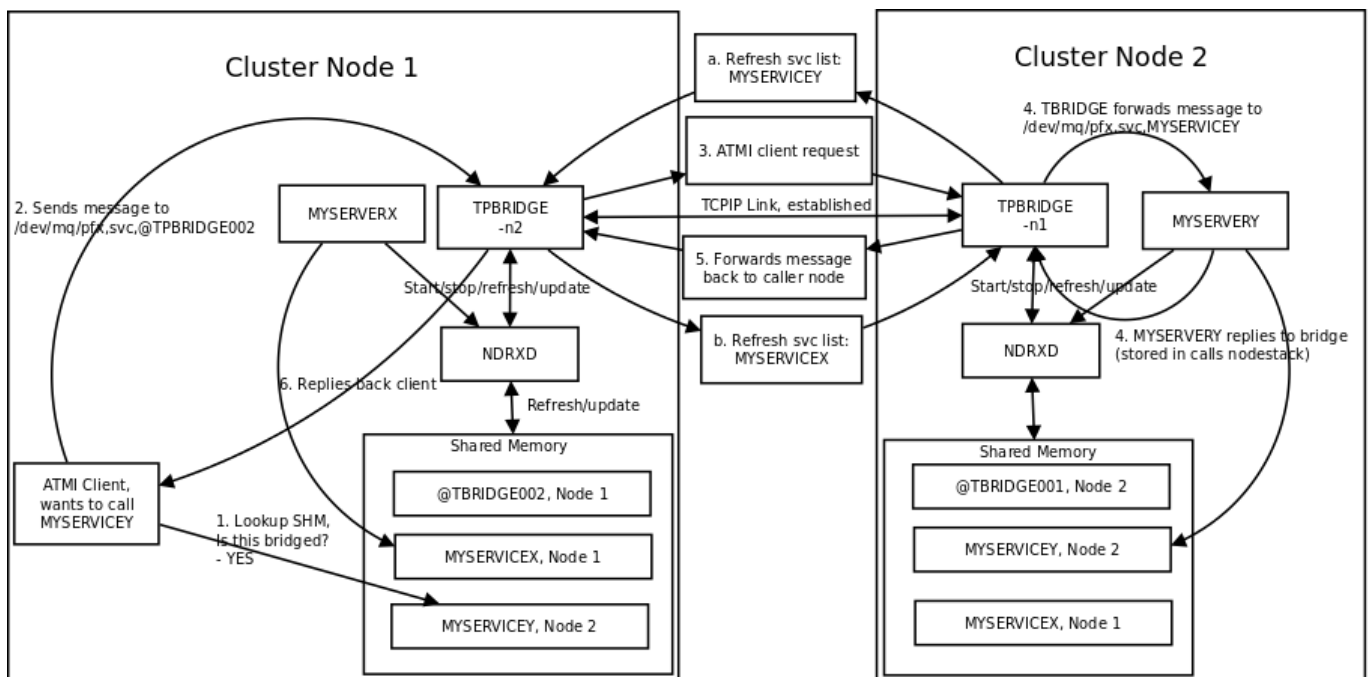 Cluster Node 1
Cluster Node 2
a. Refresh svc list:
MYSERVICEY
4. TBRIDGE forwads message to
/dev/mq/pfx,svc,MYSERVICEY
3. ATMI client request
2. Sends message to
/dev/mq/pfx,svc,@TPBRIDGE002
MYSERVERX
TPBRIDGE
-n2
TCPIP Link, established
TPBRIDGE
-n1
MYSERVERY
5. Forwards message
back to caller node
Start/stop/refresh/update
Start/stop/refresh/update
NDRXD
b. Refresh svc list:
MYSERVICEX
NDRXD
4. MYSERVERY replies to bridge
(stored in calls nodestack)
6. Replies back client
Refresh/update
Shared Memory
Shared Memory
ATMI Client,
wants to call
MYSERVICEY
@TBRIDGE002, Node 1
@TBRIDGE001, Node 2
1. Lookup SHM,
Is this bridged?
- YES
MYSERVICEX, Node 1
MYSERVICEY, Node 2
MYSERVICEY, Node 2
MYSERVICEX, Node 1